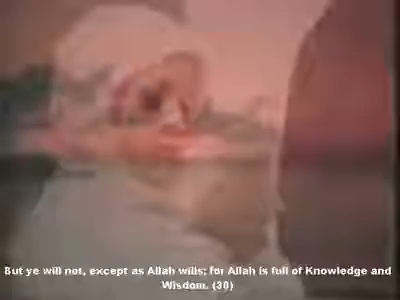 But ye will not, except as Allah wills; for Allah is full of Knowledge and
Wisdom. (30)